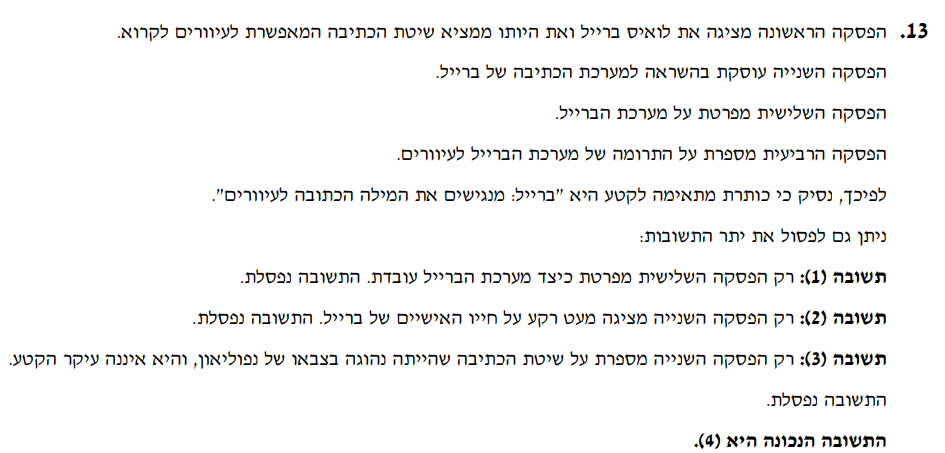 13. הפסקה הראשונה מציגה את לואיס ברייל ואת היותו ממציא שיטת הכתיבה המאפשרת לעיוורים לקרוא.
הפסקה השנייה עוסקת בהשראה למערכת הכתיבה של ברייל.
הפסקה השלישית מפרטת על מערכת הברייל.
הפסקה הרביעית מספרת על התרומה של מערכת הברייל לעיוורים.
לפיכך, נסיק כי כותרת מתאימה לקטע היא "ברייל: מנגישים את המילה הכתובה לעיוורים".
ניתן גם לפסול את יתר התשובות:
תשובה (1): רק הפסקה השלישית מפרטת כיצד מערכת הברייל עובדת. התשובה נפסלת.
תשובה (2): רק הפסקה השנייה מציגה מעט רקע על חייו האישיים של ברייל. התשובה נפסלת.
תשובה (3): רק הפסקה השנייה מספרת על שיטת הכתיבה שהייתה נהוגה בצבאו של נפוליאון, והיא איננה עיקר הקטע.
התשובה נפסלת.
התשובה הנכונה היא (4).